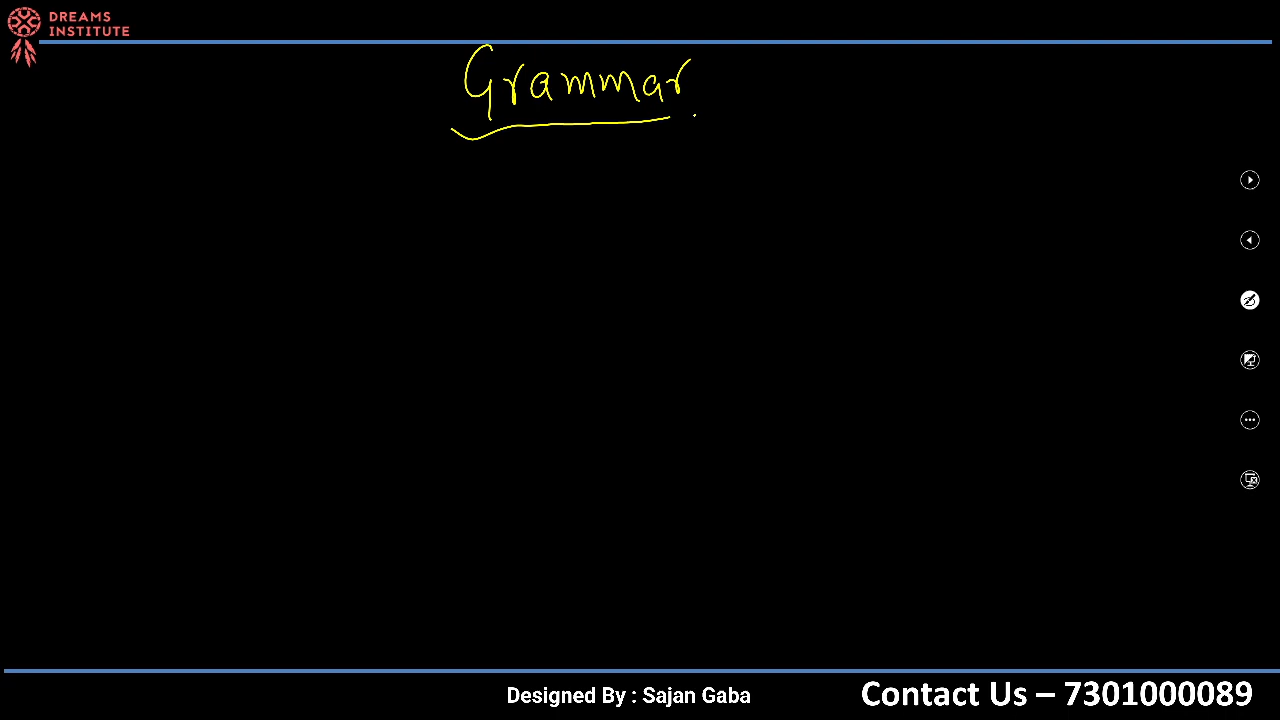 DREAMS
INSTITUTE
Grammar
Designed By : Sajan Gaba
Contact Us – 7301000089